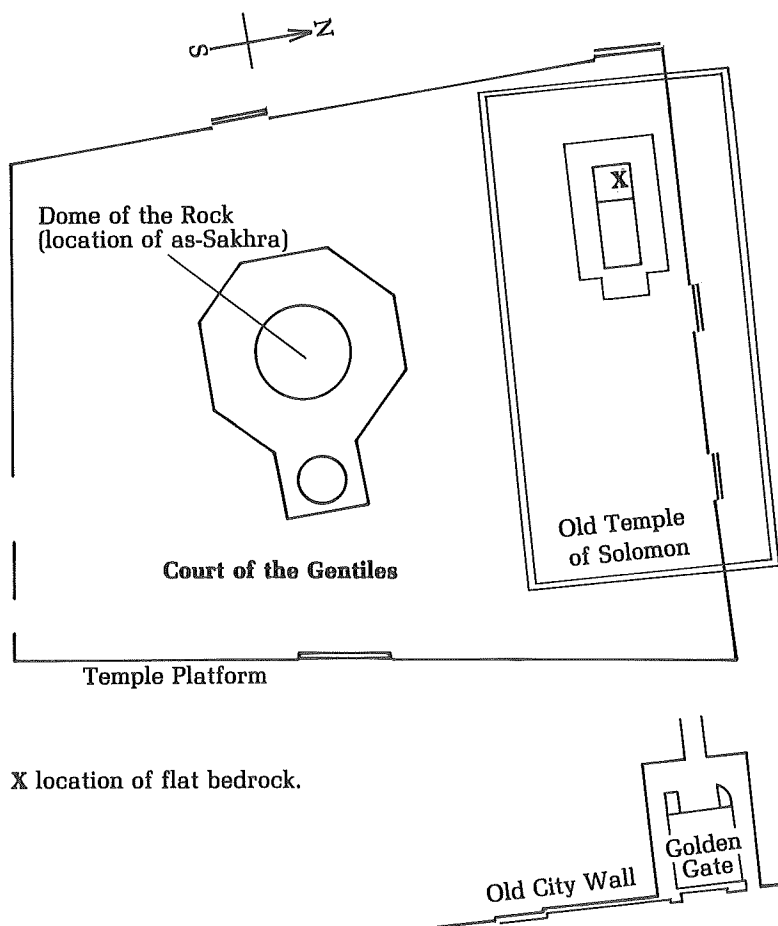 S N
Dome of the Rock
(location of as-Sakhra)
X
Old Temple
of Solomon
Court of the Gentiles
Temple Platform
X location of flat bedrock.
Golden
Gate
Old City Wall